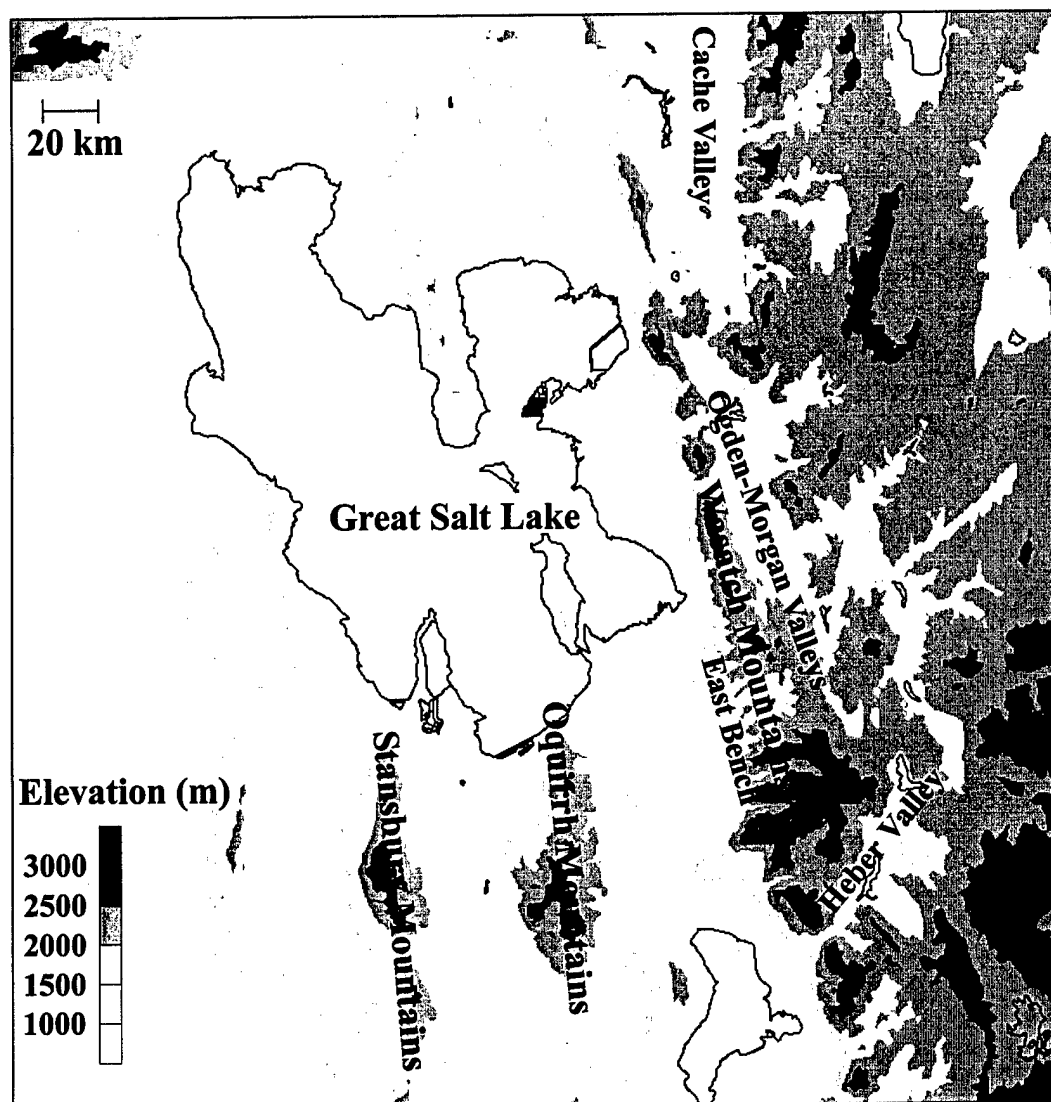 Cache Valley
20 km
Ogden-Morgan Valleys
Great Salt Lake
Wasatch Mountains
East Bench
Stansbury Mountains
Oquirrh Mountains
Heber Valley
Elevation (m)
3000
2500
2000
1500
1000